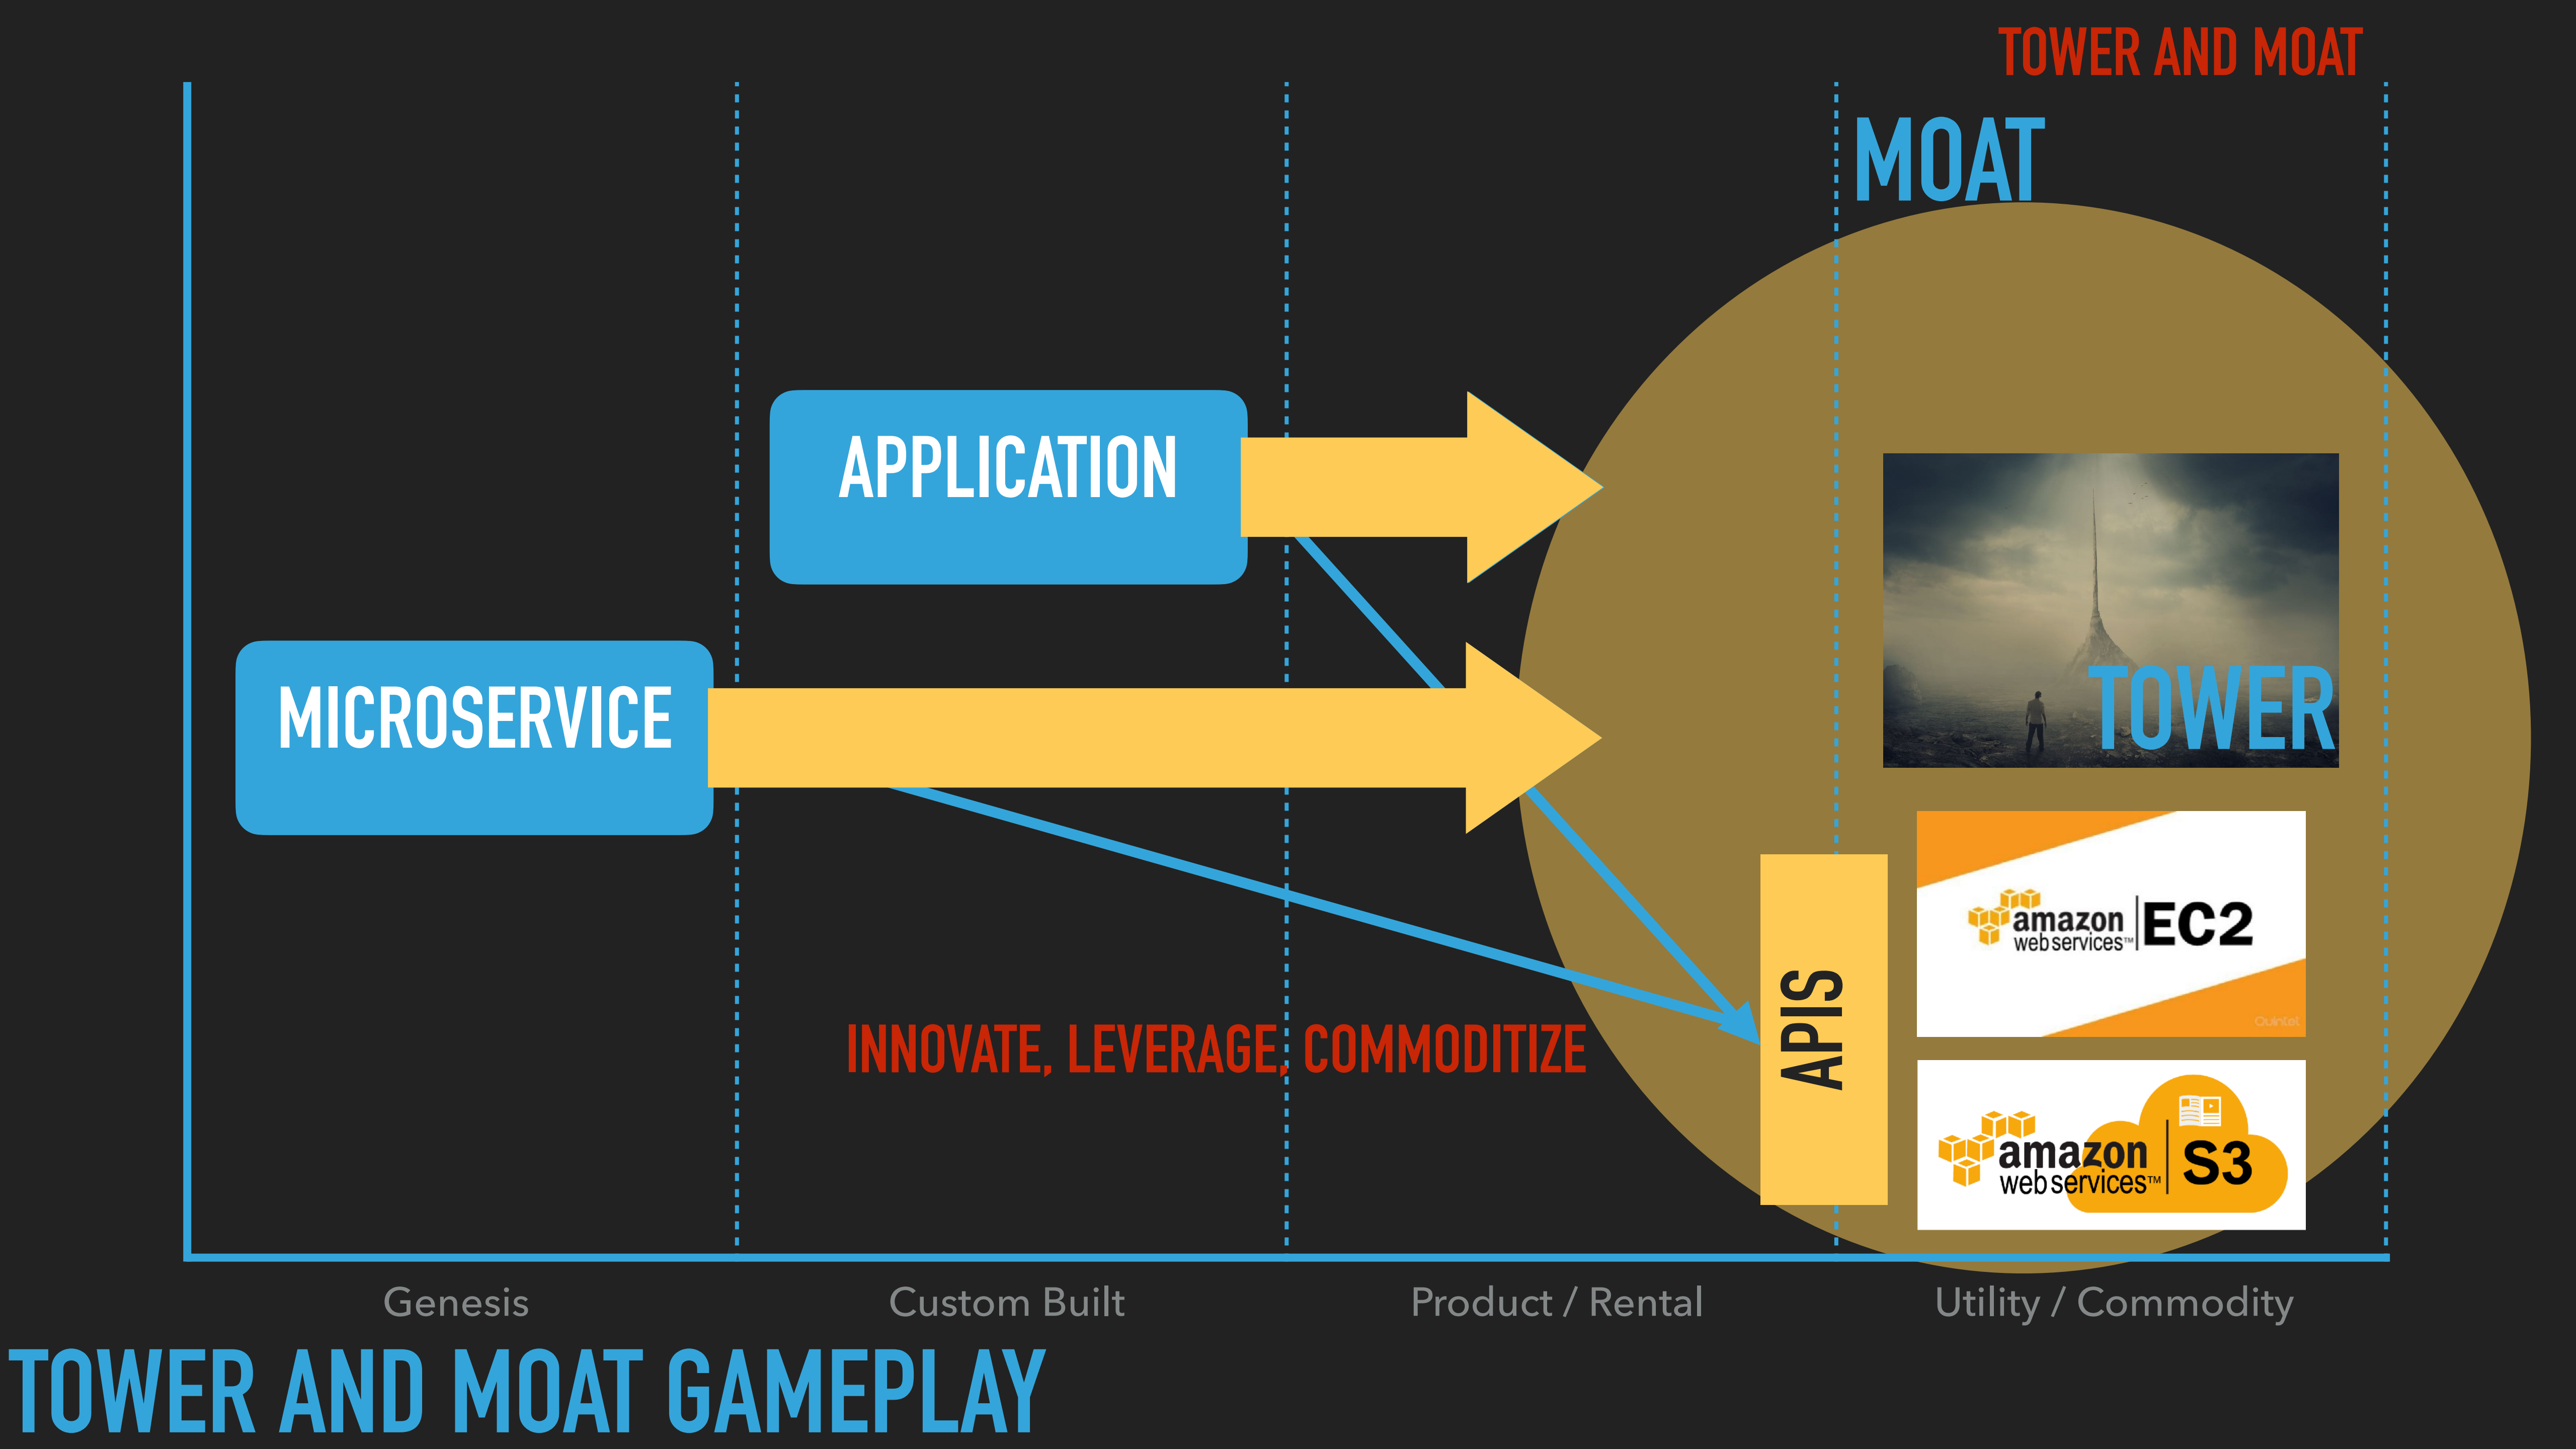 TOWER AND MOAT
MOAT
APPLICATION
MICROSERVICE
TOWER
amazon
web services™
EC2
Quintet
APIS
INNOVATE, LEVERAGE, COMMODITIZE
amazon
web services™
S3
Genesis
Custom Built
Product / Rental
Utility / Commodity
TOWER AND MOAT GAMEPLAY